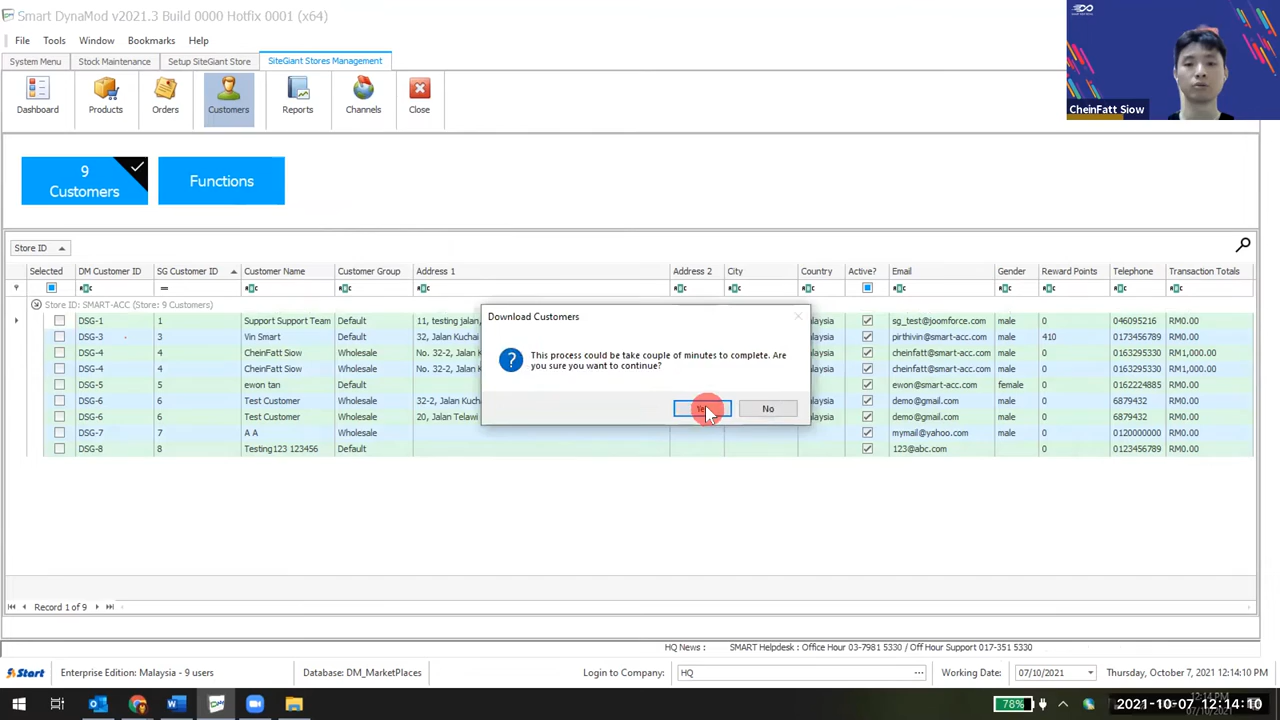 Smart DynaMod v2021.3 Build 0000 Hotfix 0001 (x64)
File Tools Window Bookmarks Help
System Menu Stock Maintenance Setup SiteGiant Store SiteGiant Stores Management
Dashboard Products Orders Customers Reports Channels Close
CheinFatt Siow
9
Customers
Functions
Store ID
Selected DM Customer ID SG Customer ID Customer Name Customer Group Address 1 Address 2 City Country Active? Email Gender Reward Points Telephone Transaction Totals
Store ID: SMART-ACC (Store: 9 Customers)
DSG-1 1 Support Support Team Default 11, testing jalan, alaysia sg_test@joomforce.com male 0 046095216 RM0.00
DSG-3 3 Vin Smart Default 32, Jalan Kuchai alaysia pirthivin@smart-acc.com male 410 0173457789 RM0.00
DSG-4 4 CheinFatt Siow Wholesale No. 32-2, Jalan K alaysia cheinfatt@smart-acc.com male 0 0163295330 RM1,000.00
DSG-4 4 CheinFatt Siow Wholesale No. 32-2, Jalan K alaysia cheinfatt@smart-acc.com male 0 0163295330 RM1,000.00
DSG-5 5 ewon tan Default alaysia ewon@smart-acc.com female 0 0162224885 RM0.00
DSG-6 6 Test Customer Wholesale 32-2, Jalan K alaysia demo@gmail.com male 0 6879432 RM0.00
DSG-6 6 Test Customer Wholesale 20, Jalan Telawi alaysia demo@gmail.com male 0 6879432 RM0.00
DSG-7 7 A A Wholesale alaysia mymail@yahoo.com male 0 0120000000 RM0.00
DSG-8 8 Testing123 123456 Default alaysia 123@abc.com 0 0123456789 RM0.00
Download Customers
This process could be take couple of minutes to complete. Are
you sure you want to continue?
No
Record 1 of 9
HQ News : SMART Helpdesk : Office Hour 03-7981 5330 / Off Hour Support 017-351 5330
Start Enterprise Edition: Malaysia - 9 users Database: DM_MarketPlaces Login to Company: HQ Working Date: 07/10/2021 Thursday, October 7, 2021 12:14:10 PM
78% 2021-10-07 12:14:10